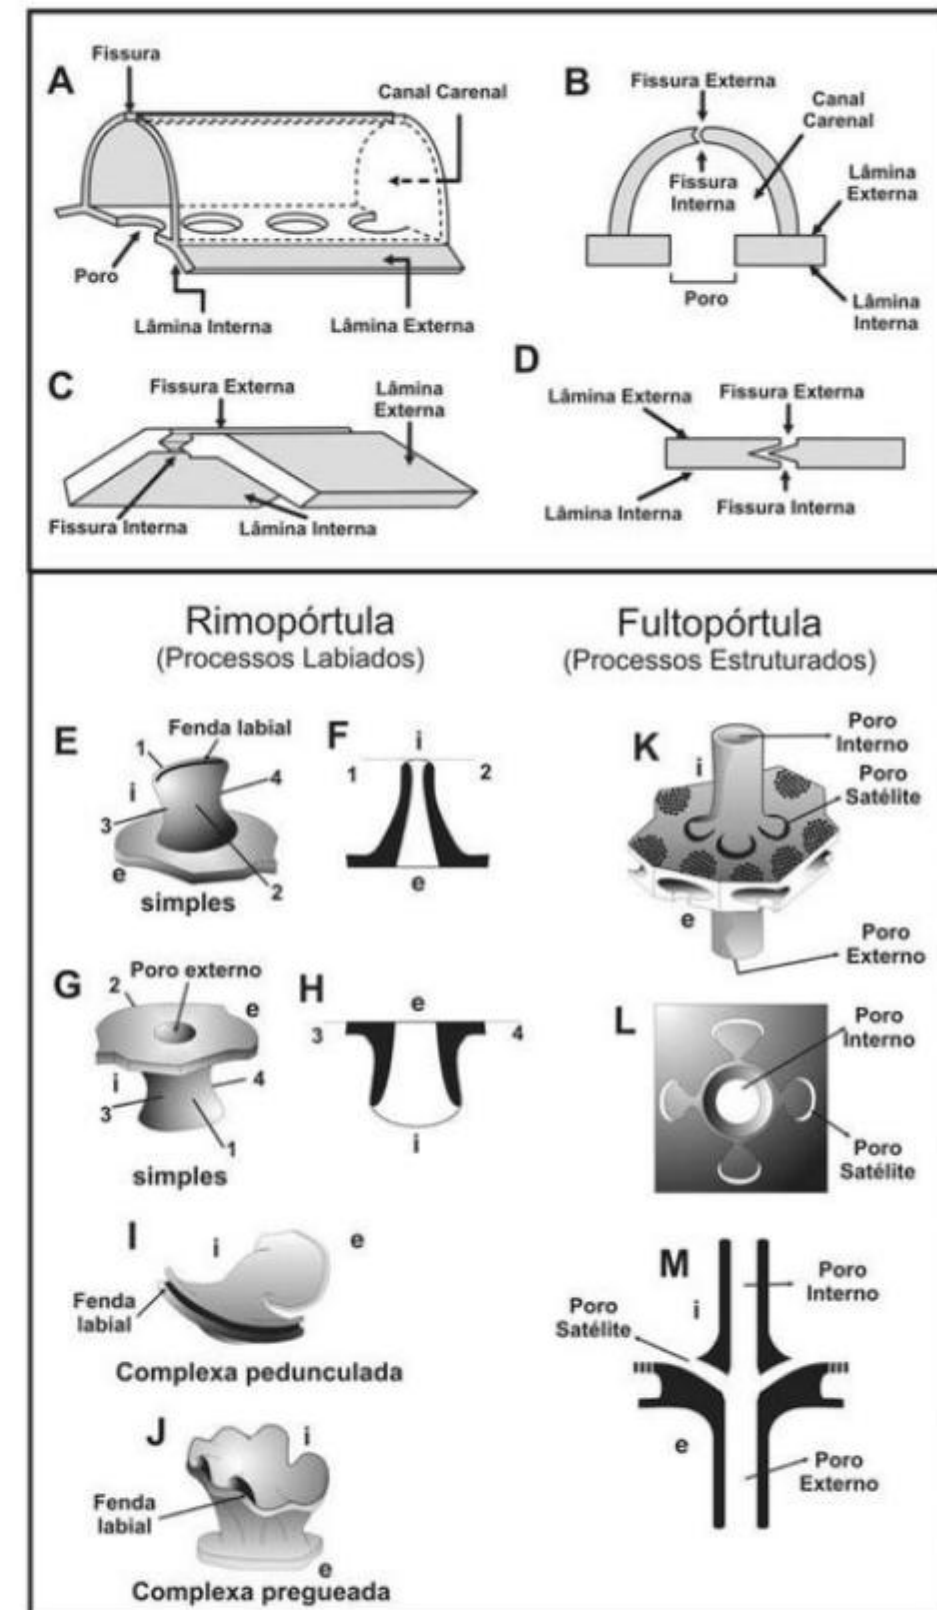 A
Fissura
Canal Carenal
Poro
Lâmina Interna
Lâmina Externa
B
Fissura Externa
Canal
Carenal
Fissura
Interna
Lâmina
Externa
Poro
Lâmina
Interna
C
Fissura Externa
Lâmina
Externa
Fissura Interna
Lâmina Interna
D
Lâmina Externa
Fissura Externa
Lâmina Interna
Fissura Interna
Rimopórtula
(Processos Labiados)
Fultopórtula
(Processos Estruturados)
E
Fenda labial
1
i
4
3
e
2
simples
F
i
1
2
e
G
Poro externo
2
e
i
4
3
1
simples
H
e
3
4
i
I
i
e
Fenda
labial
Complexa pedunculada
J
i
Fenda
labial
e
Complexa pregueada
K
Poro
Interno
i
Poro
Satélite
e
Poro
Externo
L
Poro
Interno
Poro
Satélite
M
Poro
Interno
i
Poro
Satélite
e
Poro
Externo